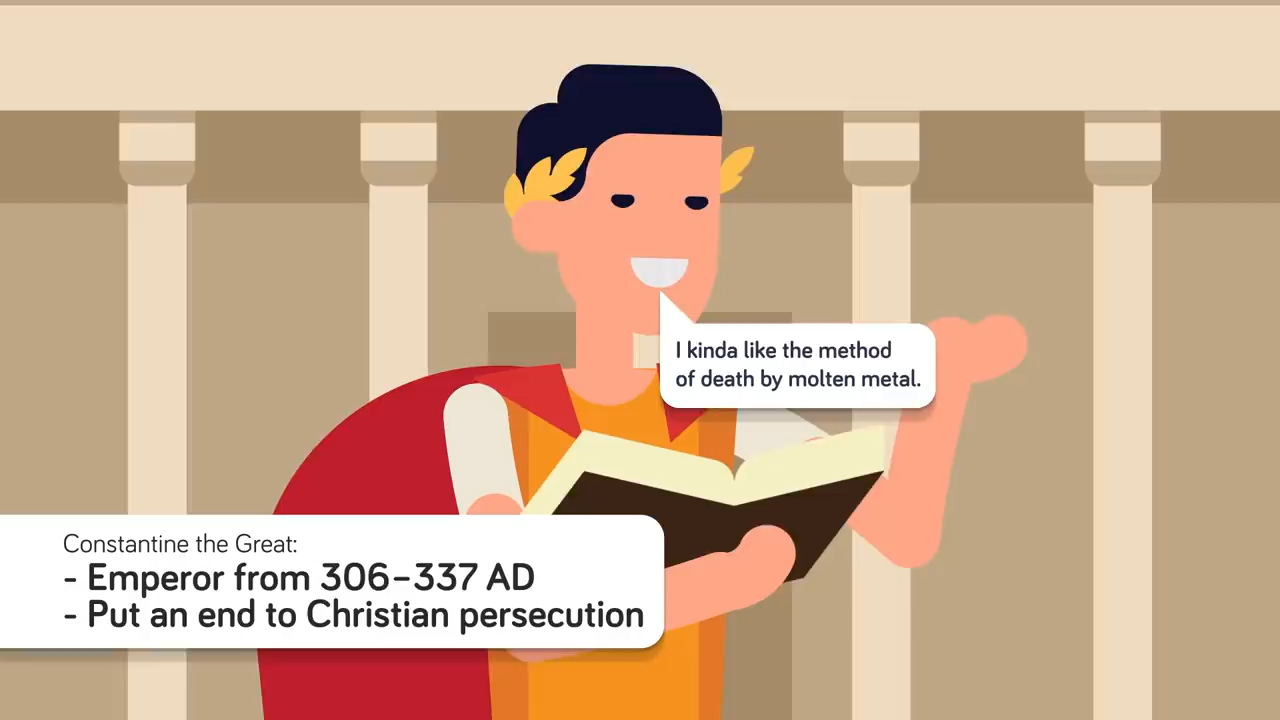 I kinda like the method
of death by molten metal.
Constantine the Great:
- Emperor from 306–337 AD
- Put an end to Christian persecution